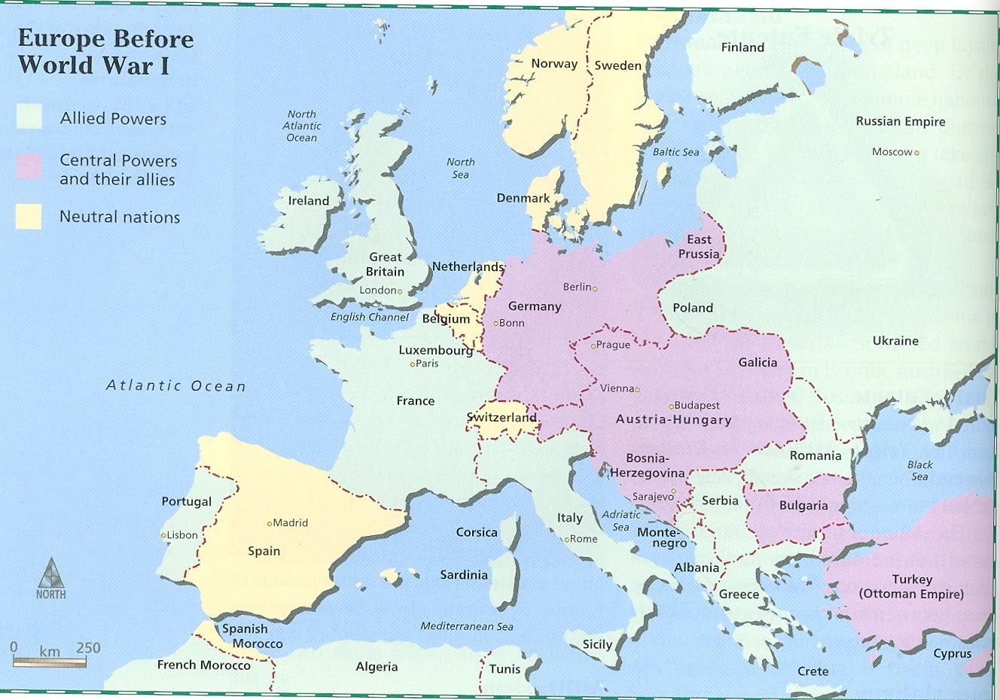 Europe Before
World War I
Allied Powers
Central Powers
and their allies
Neutral nations
Norway
Sweden
Finland
Russian Empire
Moscow
North
Atlantic
Ocean
North
Sea
Baltic Sea
Denmark
Ireland
East
Prussia
Great
Britain
London
Netherlands
Berlin
Germany
Poland
English Channel
Belgium
Bonn
Ukraine
Luxembourg
Paris
Prague
Galicia
Atlantic Ocean
France
Vienna
Budapest
Switzerland
Austria-Hungary
Bosnia-
Herzegovina
Romania
Black
Sea
Sarajevo
Serbia
Bulgaria
Portugal
Lisbon
Madrid
Spain
Italy
Rome
Adriatic
Sea
Corsica
Monte-
negro
Sardinia
Albania
Greece
Turkey
(Ottoman Empire)
NORTH
Mediterranean Sea
Spanish
Morocco
Sicily
Cyprus
0 km 250
French Morocco
Algeria
Tunis
Crete